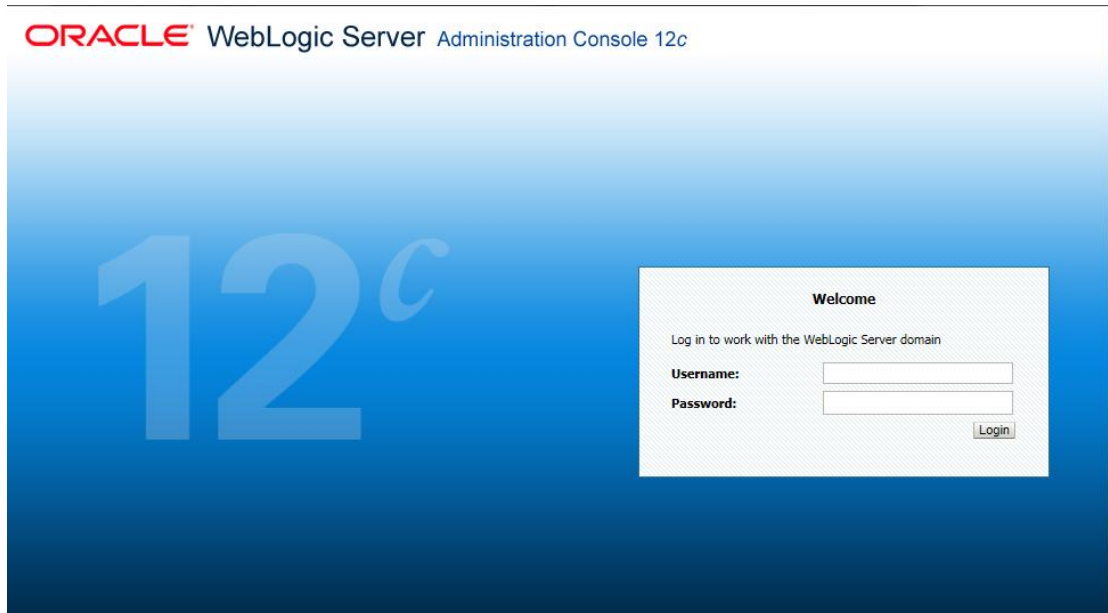 ORACLE WebLogic Server Administration Console 12c
12c
Welcome
Log in to work with the WebLogic Server domain
Username:
Password:
Login